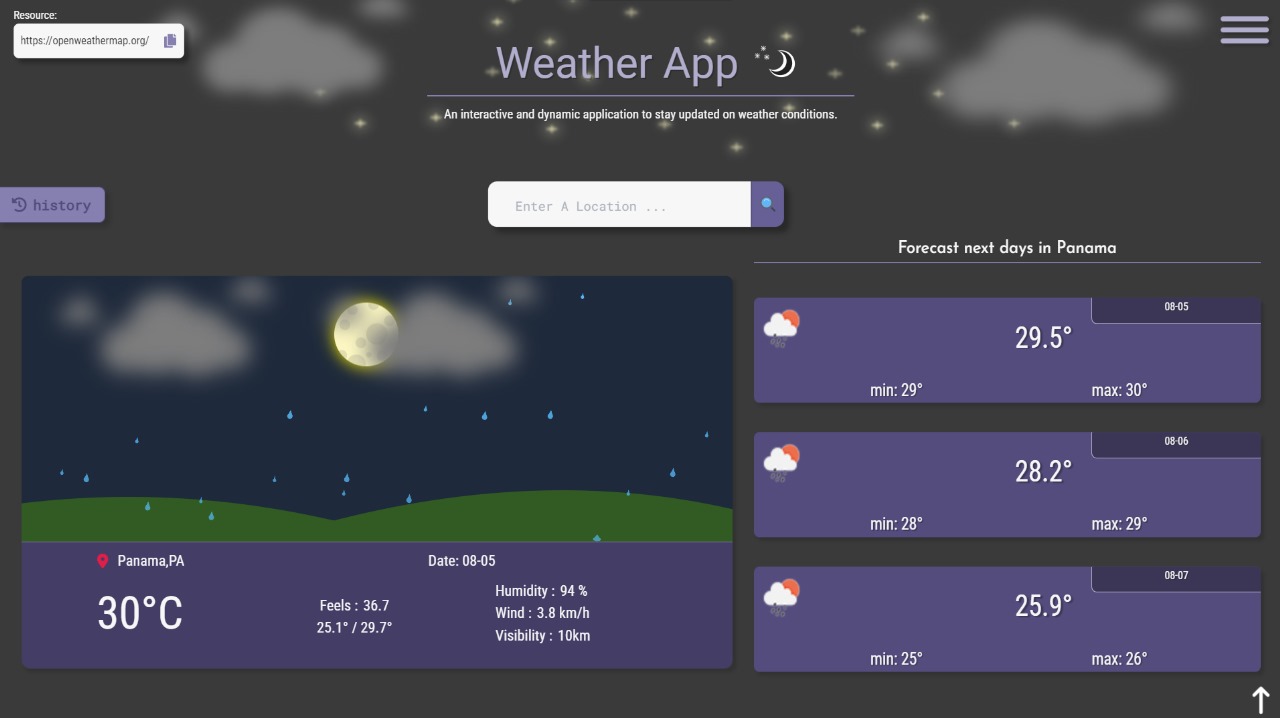 Resource:
https://openweathermap.org/
Weather App
An interactive and dynamic application to stay updated on weather conditions.
history
Enter A Location ...
Forecast next days in Panama
08-05
29.5°
min: 29°
max: 30°
08-06
28.2°
min: 28°
max: 29°
08-07
25.9°
min: 25°
max: 26°
Panama,PA
Date: 08-05
30°C
Feels : 36.7
25.1° / 29.7°
Humidity : 94 %
Wind : 3.8 km/h
Visibility : 10km